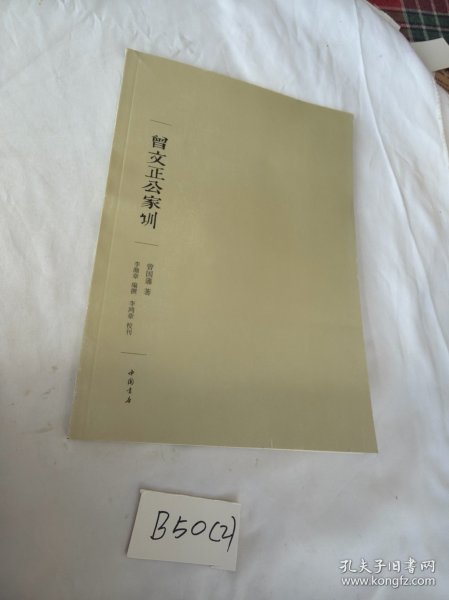 曾文正公家训
曾国藩 著
李瀚章 编撰 李鸿章 校刊
中国书店
B50(2)
孔夫子旧书网
www.kongfz.com